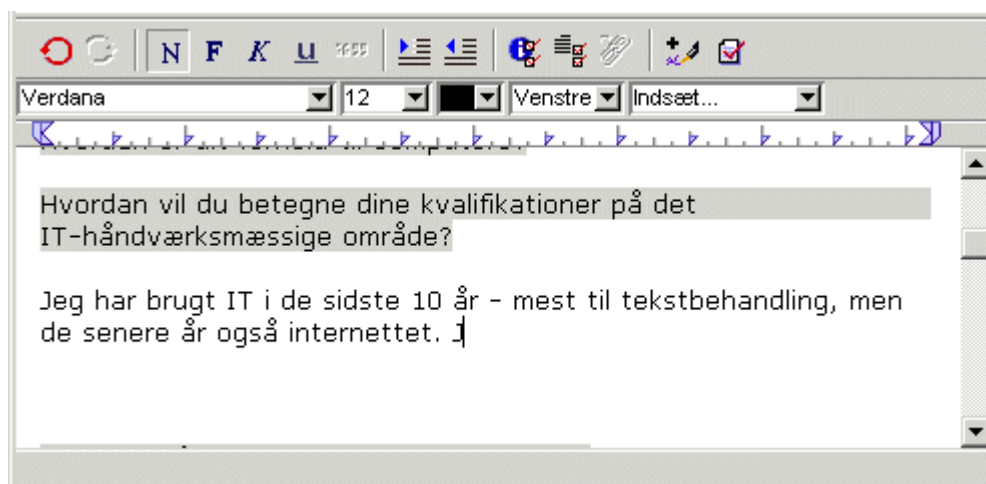 N F K U
Verdana 12 Venstre Indsæt...
Hvordan vil du betegne dine kvalifikationer på det
IT-håndværksmæssige område?
Jeg har brugt IT i de sidste 10 år - mest til tekstbehandling, men
de senere år også internettet. J